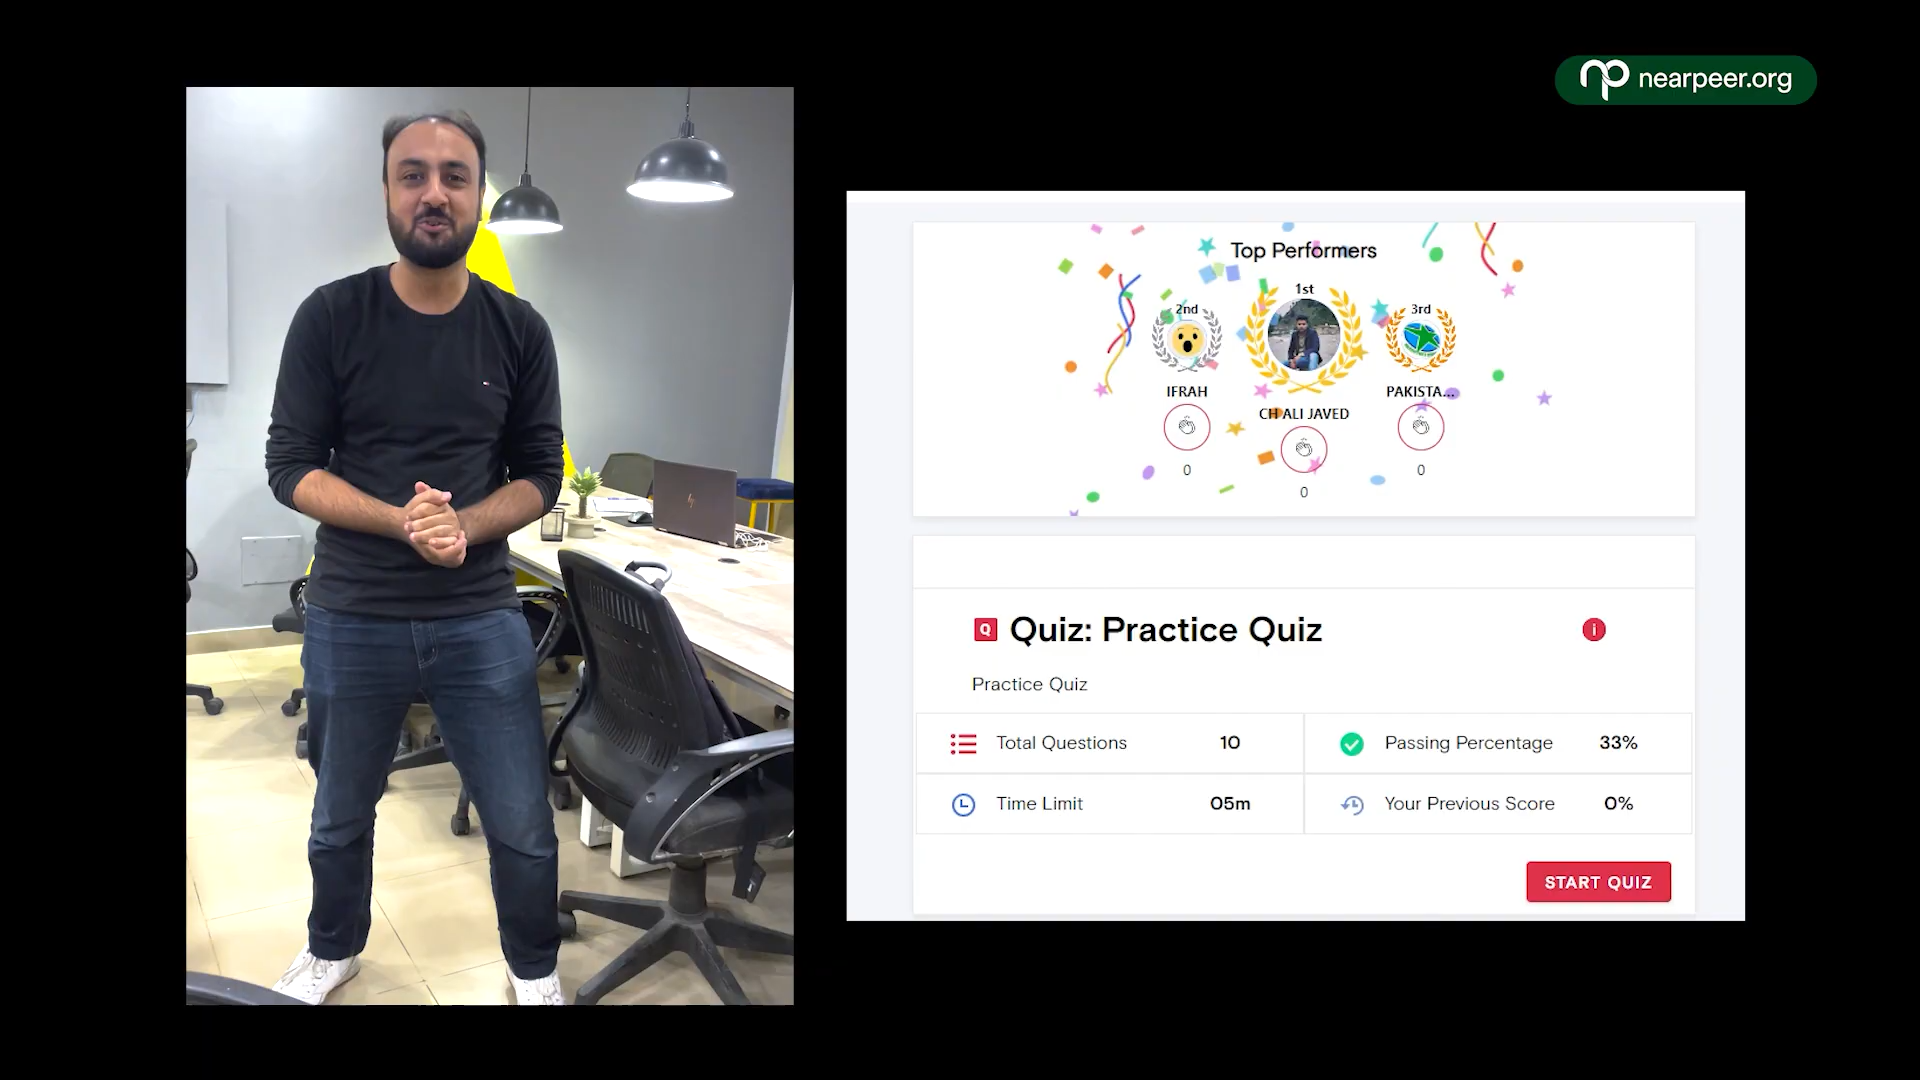 nearpeer.org
Top Performers
1st
2nd
3rd
IFRAH
CH ALI JAVED
PAKISTA...
0
0
0
Q Quiz: Practice Quiz
i
Practice Quiz
Total Questions 10
Passing Percentage 33%
Time Limit 05m
Your Previous Score 0%
START QUIZ